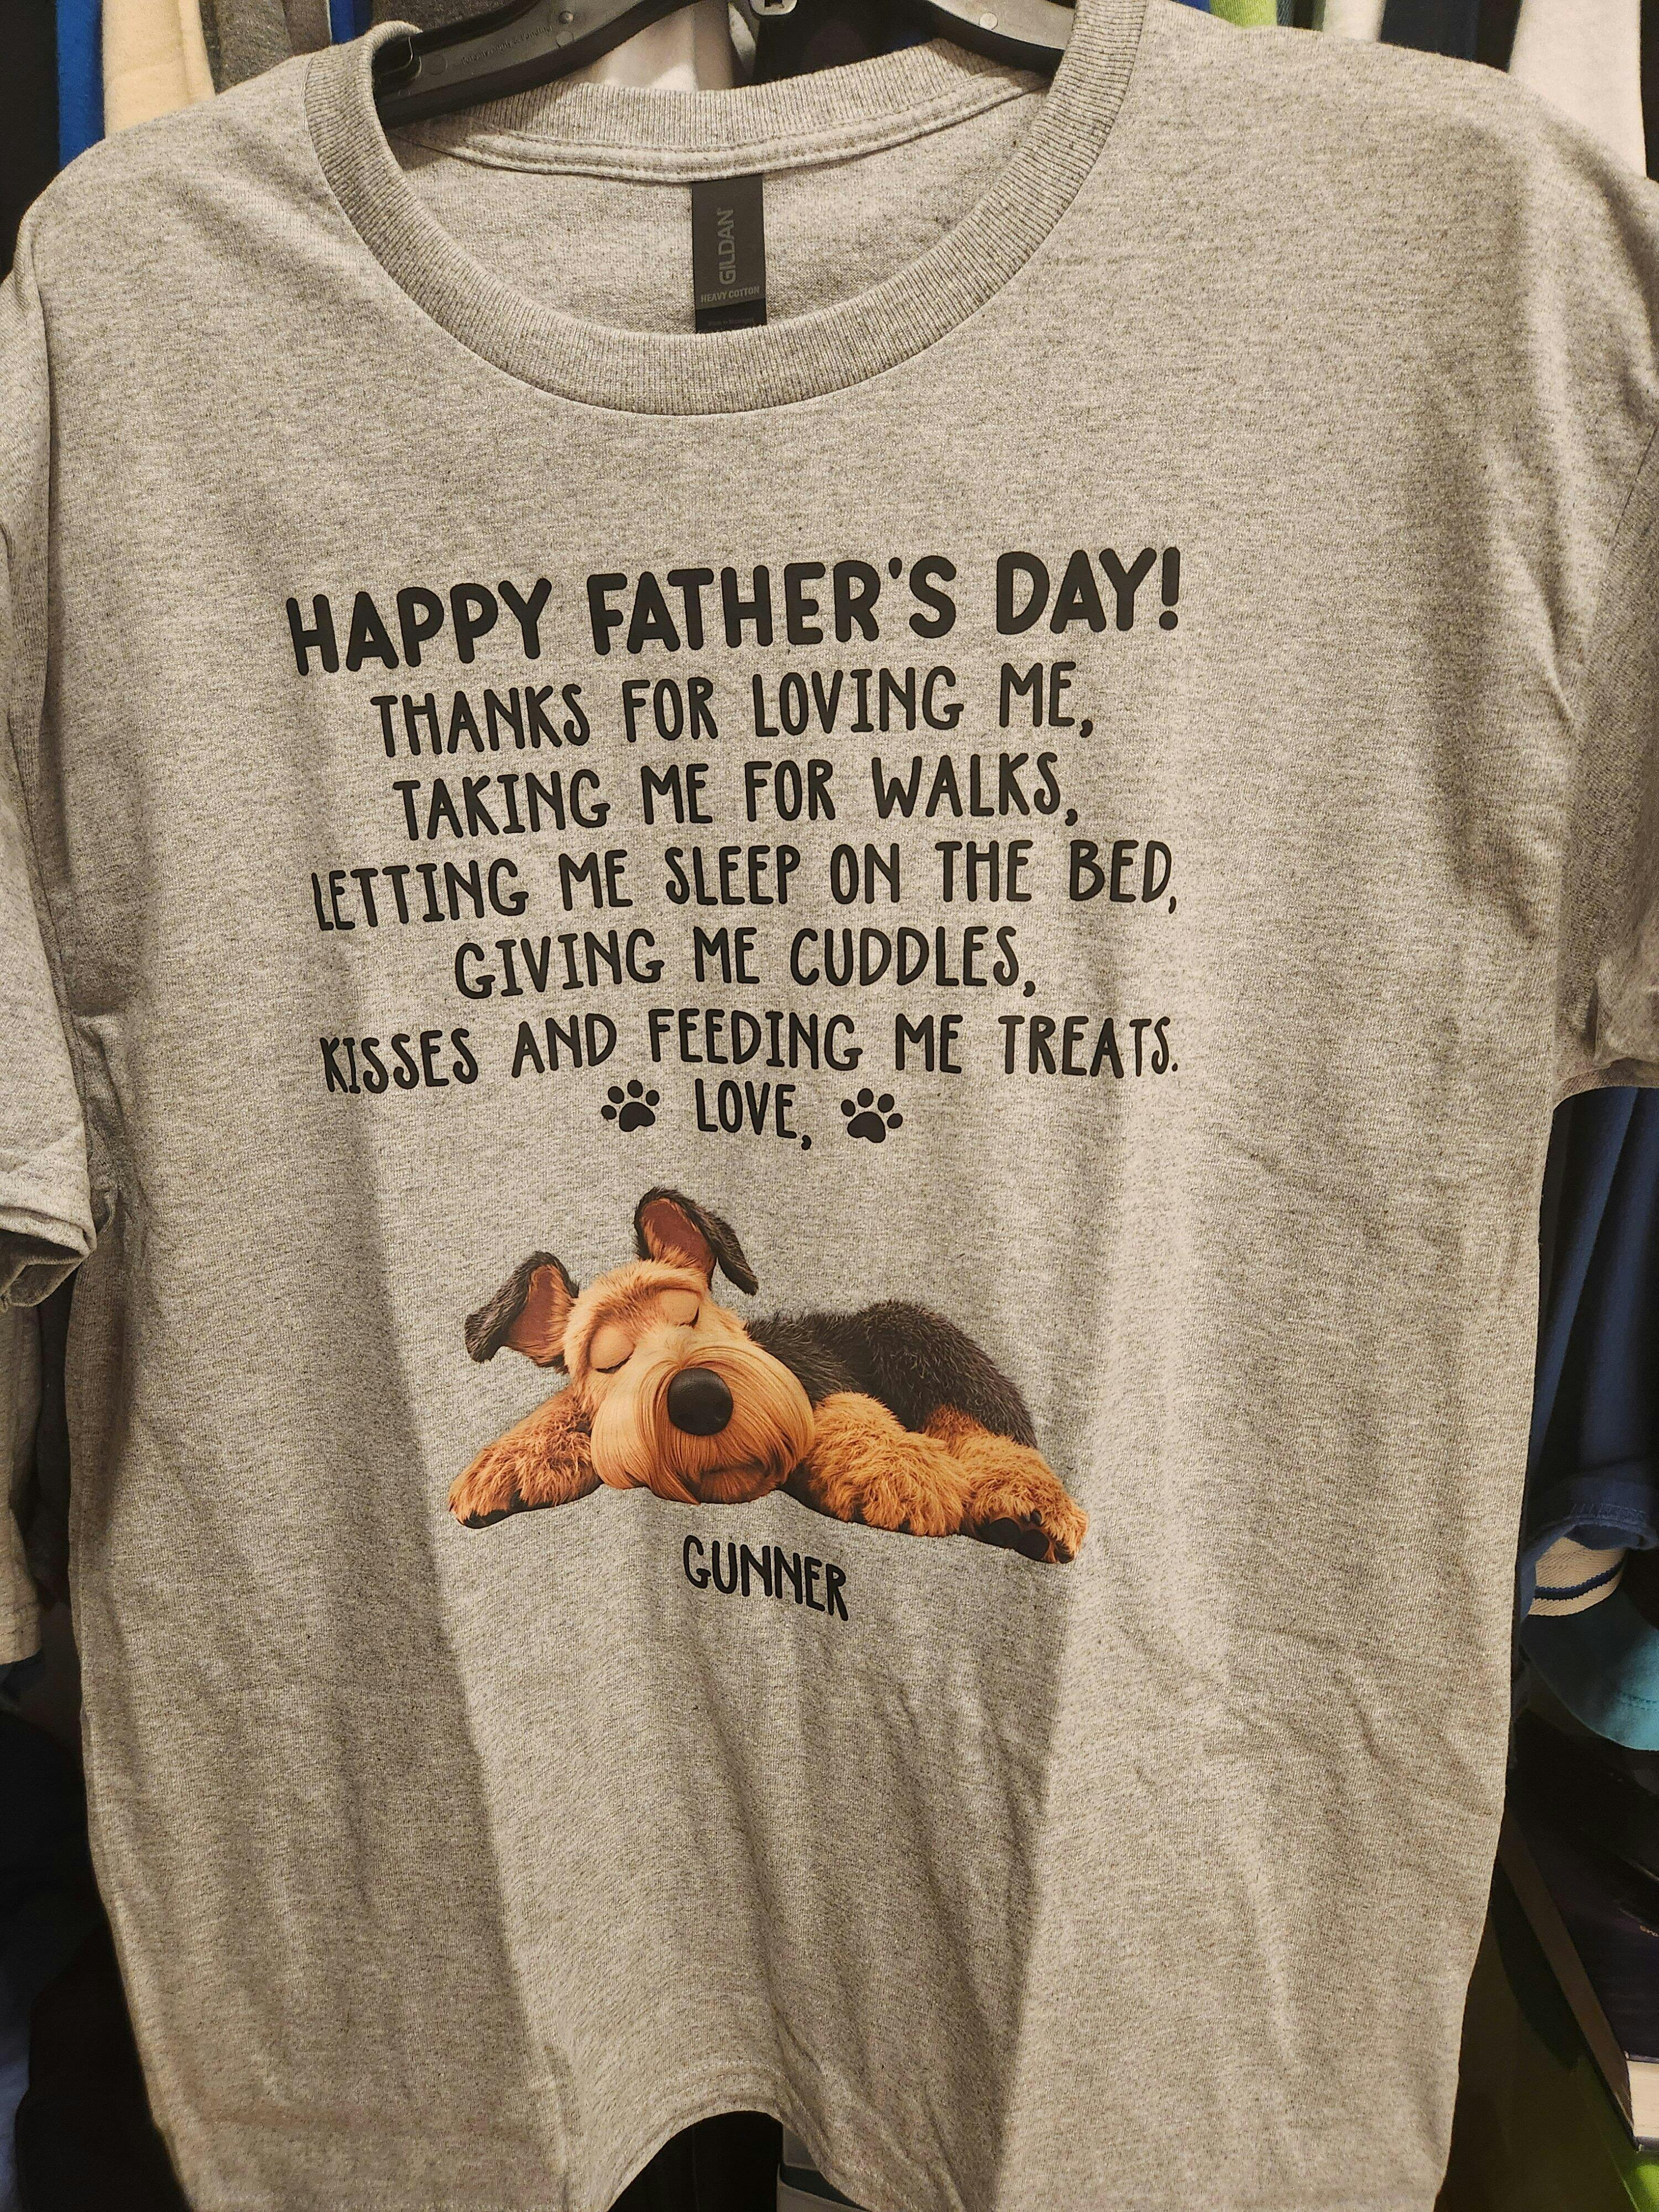 GILDAN
HEAVY COTTON
HAPPY FATHER'S DAY!
THANKS FOR LOVING ME,
TAKING ME FOR WALKS,
LETTING ME SLEEP ON THE BED,
GIVING ME CUDDLES,
KISSES AND FEEDING ME TREATS.
LOVE,
GUNNER